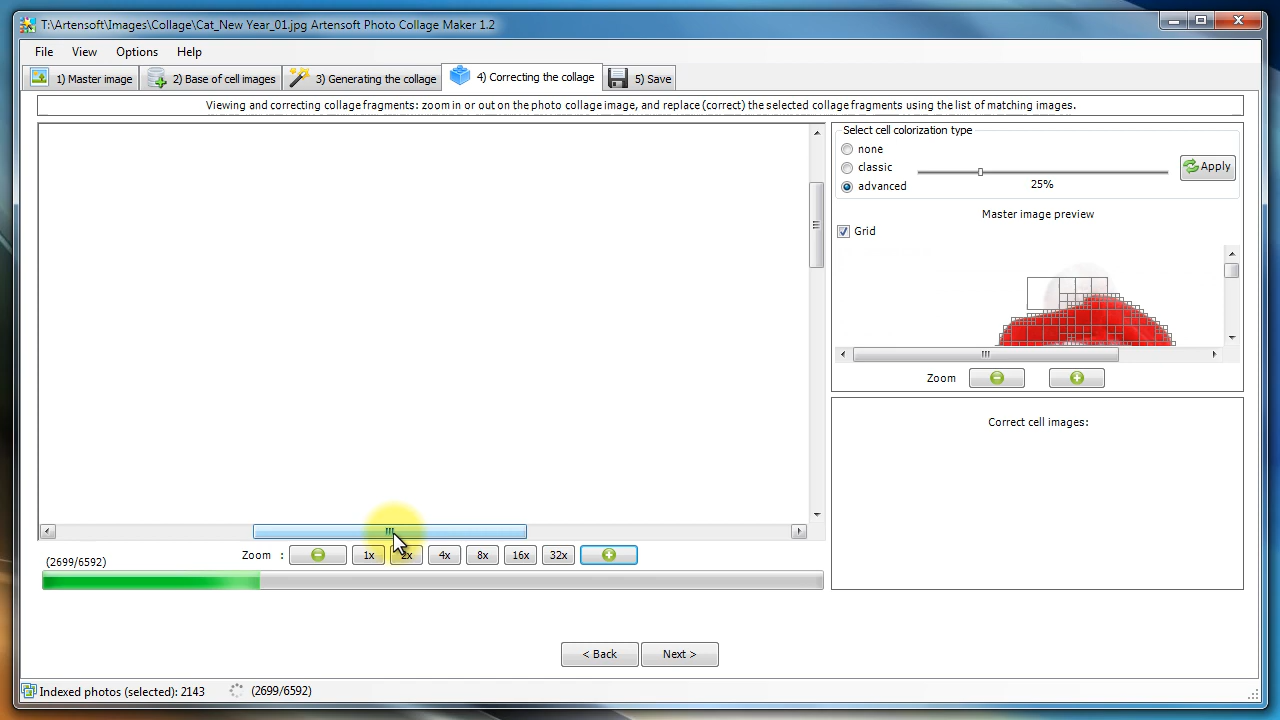 T:\Artensoft\Images\Collage\Cat_New Year_01.jpg Artensoft Photo Collage Maker 1.2
File View Options Help
1) Master image 2) Base of cell images 3) Generating the collage 4) Correcting the collage 5) Save
Viewing and correcting collage fragments: zoom in or out on the photo collage image, and replace (correct) the selected collage fragments using the list of matching images.
Select cell colorization type
none
classic
advanced
25%
Apply
Master image preview
Grid
Zoom
Correct cell images:
Zoom : 1x 2x 4x 8x 16x 32x
(2699/6592)
< Back Next >
Indexed photos (selected): 2143 (2699/6592)